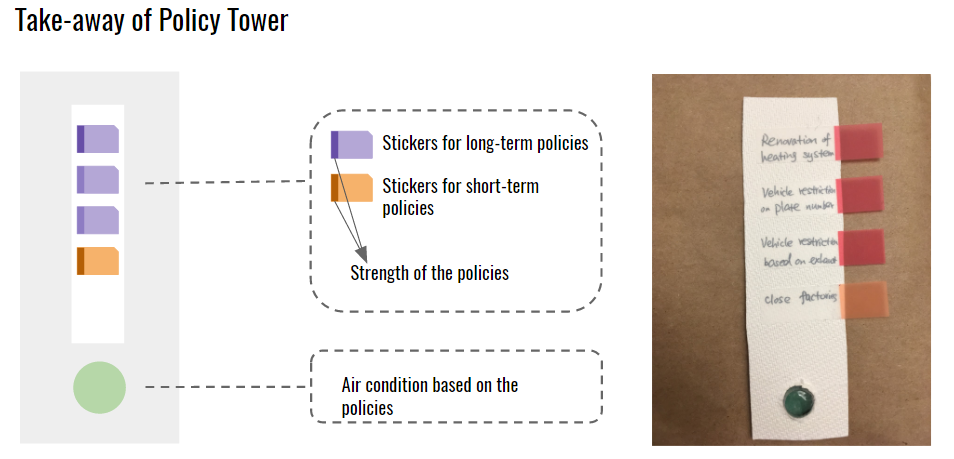 Take-away of Policy Tower
Stickers for long-term policies
Stickers for short-term
policies
Strength of the policies
Air condition based on the
policies
Renovation of
heating system
Vehicle restriction
on plate number
Vehicle restriction
based on exhaust
close factories